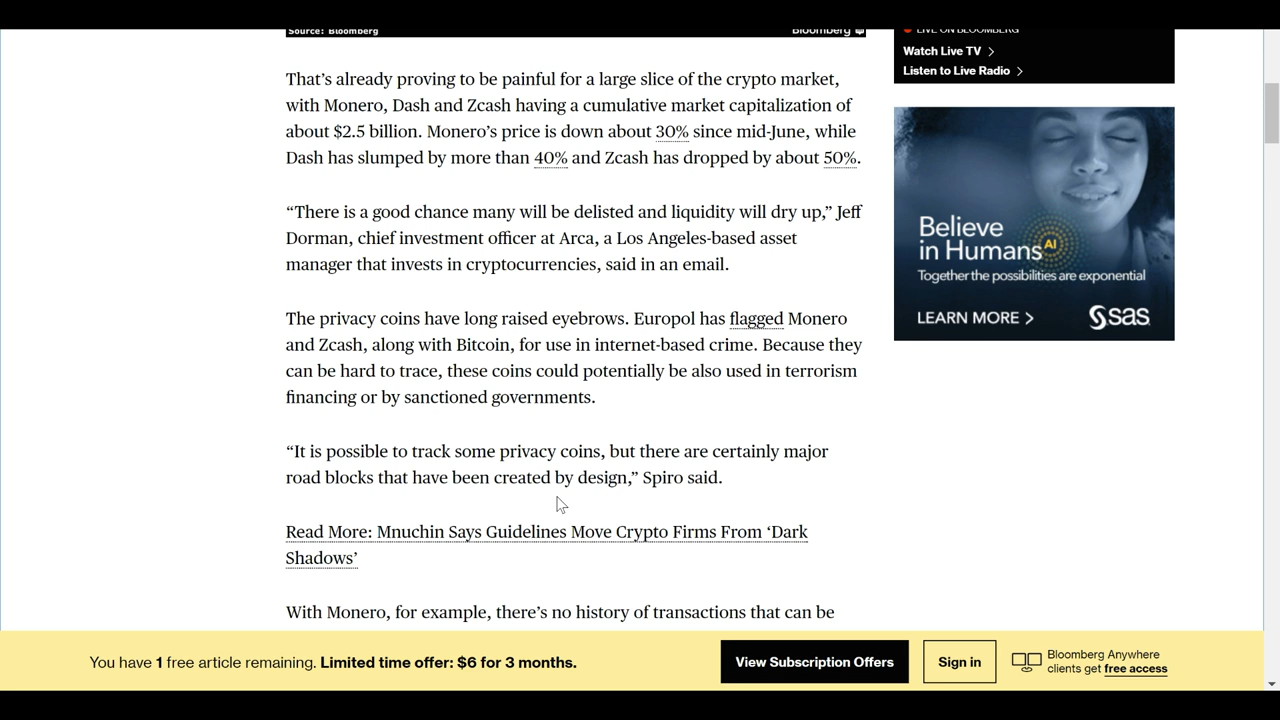 Source: Bloomberg
Bloomberg
That’s already proving to be painful for a large slice of the crypto market,
with Monero, Dash and Zcash having a cumulative market capitalization of
about $2.5 billion. Monero’s price is down about 30% since mid-June, while
Dash has slumped by more than 40% and Zcash has dropped by about 50%.
“There is a good chance many will be delisted and liquidity will dry up,” Jeff
Dorman, chief investment officer at Arca, a Los Angeles-based asset
manager that invests in cryptocurrencies, said in an email.
The privacy coins have long raised eyebrows. Europol has flagged Monero
and Zcash, along with Bitcoin, for use in internet-based crime. Because they
can be hard to trace, these coins could potentially be also used in terrorism
financing or by sanctioned governments.
“It is possible to track some privacy coins, but there are certainly major
road blocks that have been created by design,” Spiro said.
Read More: Mnuchin Says Guidelines Move Crypto Firms From ‘Dark
Shadows’
With Monero, for example, there’s no history of transactions that can be
LIVE ON BLOOMBERG
Watch Live TV
Listen to Live Radio
Believe
in Humans AI
Together the possibilities are exponential
LEARN MORE
sas
You have 1 free article remaining. Limited time offer: $6 for 3 months.
View Subscription Offers
Sign in
Bloomberg Anywhere
clients get free access